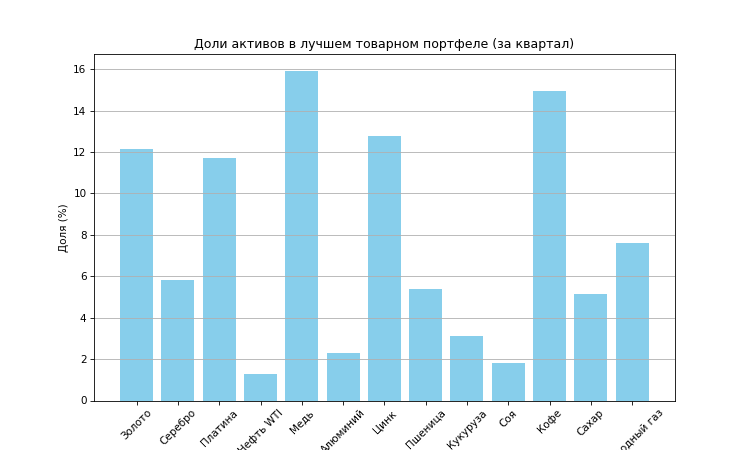 Доли активов в лучшем товарном портфеле (за квартал)
Доля (%)
16
14
12
10
8
6
4
2
0
Золото
Серебро
Платина
Нефть WTI
Медь
Алюминий
Цинк
Пшеница
Кукуруза
Соя
Кофе
Сахар
газ